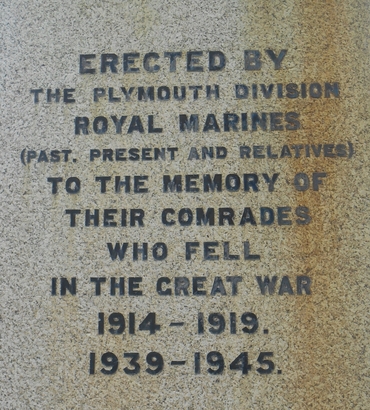 ERECTED BY
THE PLYMOUTH DIVISION
ROYAL MARINES
(PAST. PRESENT AND RELATIVES)
TO THE MEMORY OF
THEIR COMRADES
WHO FELL
IN THE GREAT WAR
1914 - 1919.
1939-1945.